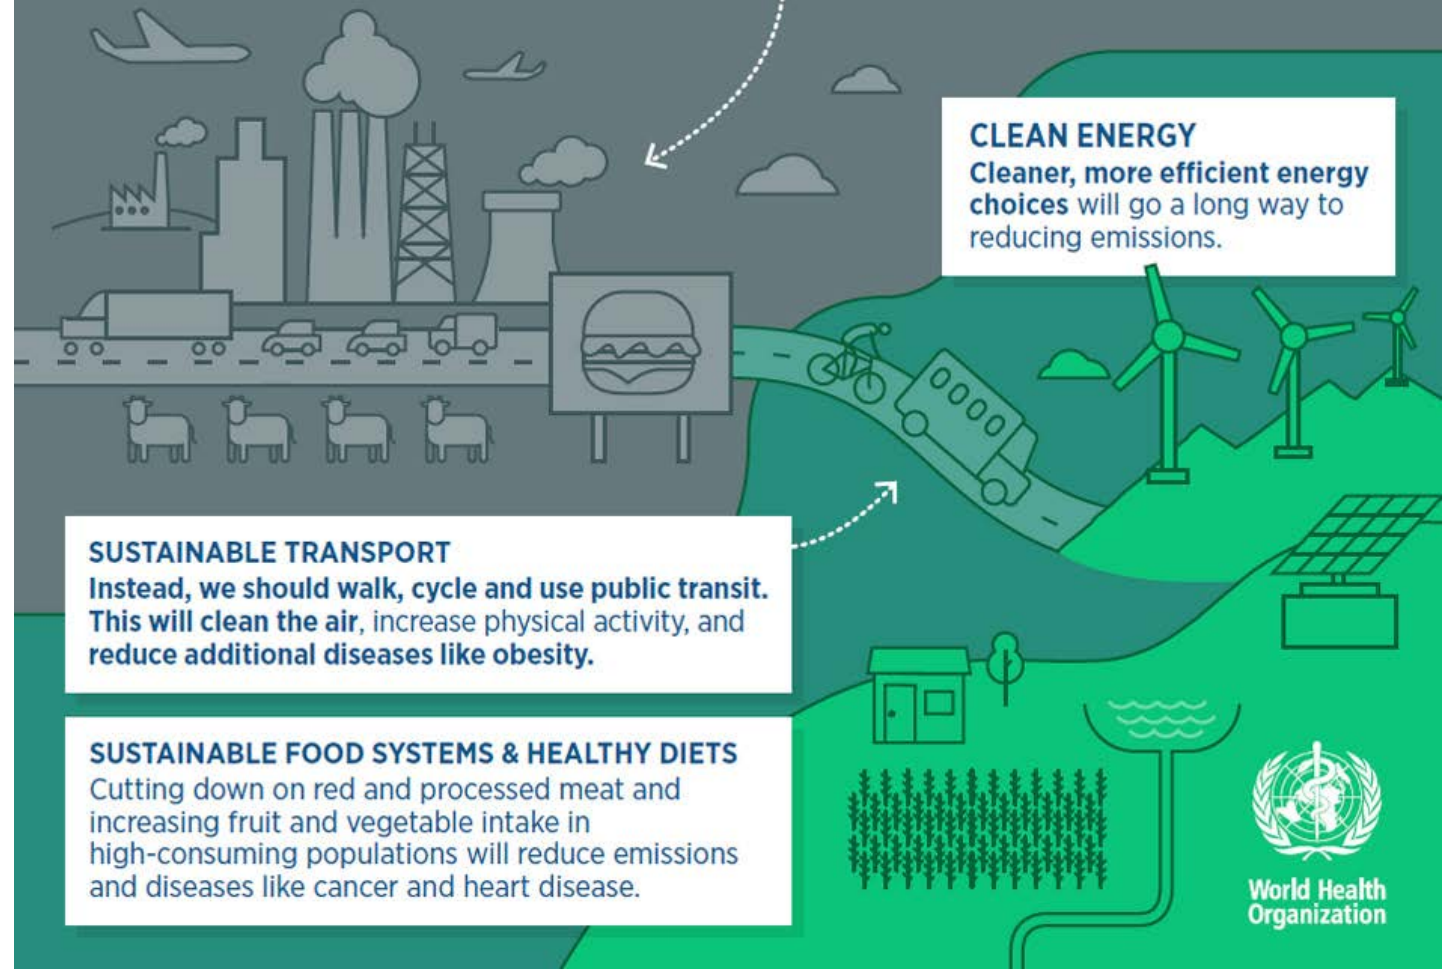 CLEAN ENERGY
Cleaner, more efficient energy
choices will go a long way to
reducing emissions.
SUSTAINABLE TRANSPORT
Instead, we should walk, cycle and use public transit.
This will clean the air, increase physical activity, and
reduce additional diseases like obesity.
SUSTAINABLE FOOD SYSTEMS & HEALTHY DIETS
Cutting down on red and processed meat and
increasing fruit and vegetable intake in
high-consuming populations will reduce emissions
and diseases like cancer and heart disease.
World Health
Organization